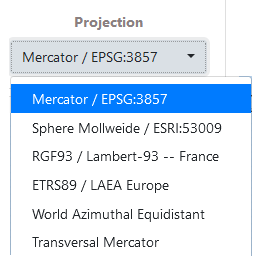 Projection
Mercator / EPSG:3857
Mercator / EPSG:3857
Sphere Mollweide / ESRI:53009
RGF93 / Lambert-93 -- France
ETRS89 / LAEA Europe
World Azimuthal Equidistant
Transversal Mercator